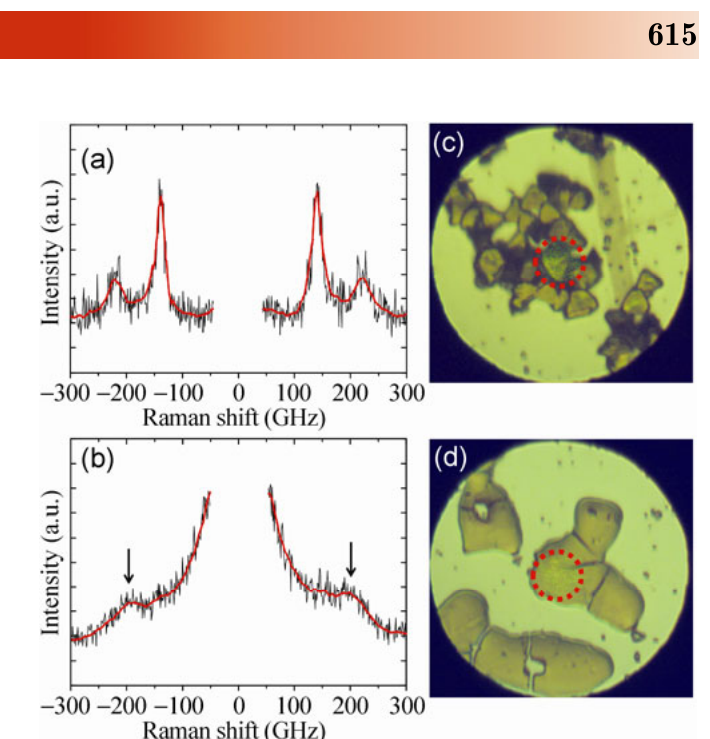 615
(a)
Intensity (a.u.)
−300 −200 −100 0 100 200 300
Raman shift (GHz)
(c)
(b)
Intensity (a.u.)
−300 −200 −100 0 100 200 300
Raman shift (GHz)
(d)